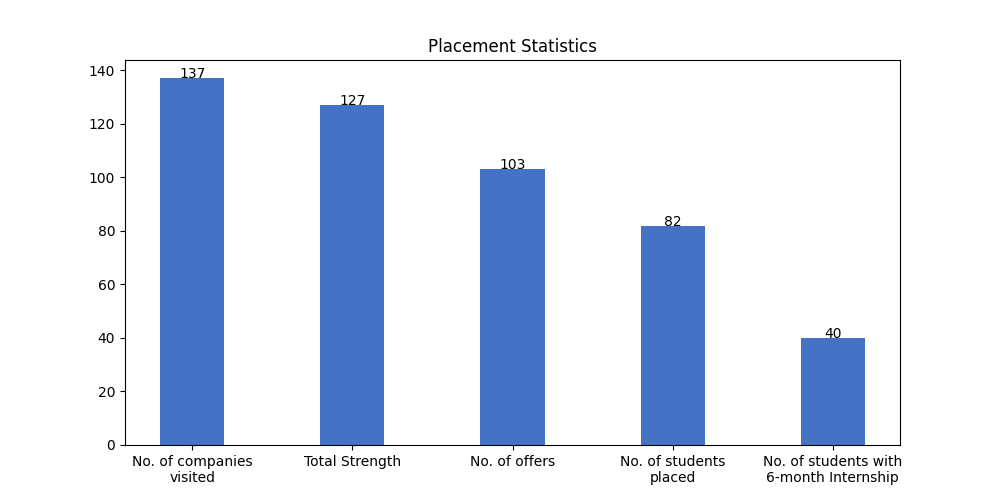 Placement Statistics
140
120
100
80
60
40
20
0
137
127
103
82
40
No. of companies
visited
Total Strength
No. of offers
No. of students
placed
No. of students with
6-month Internship